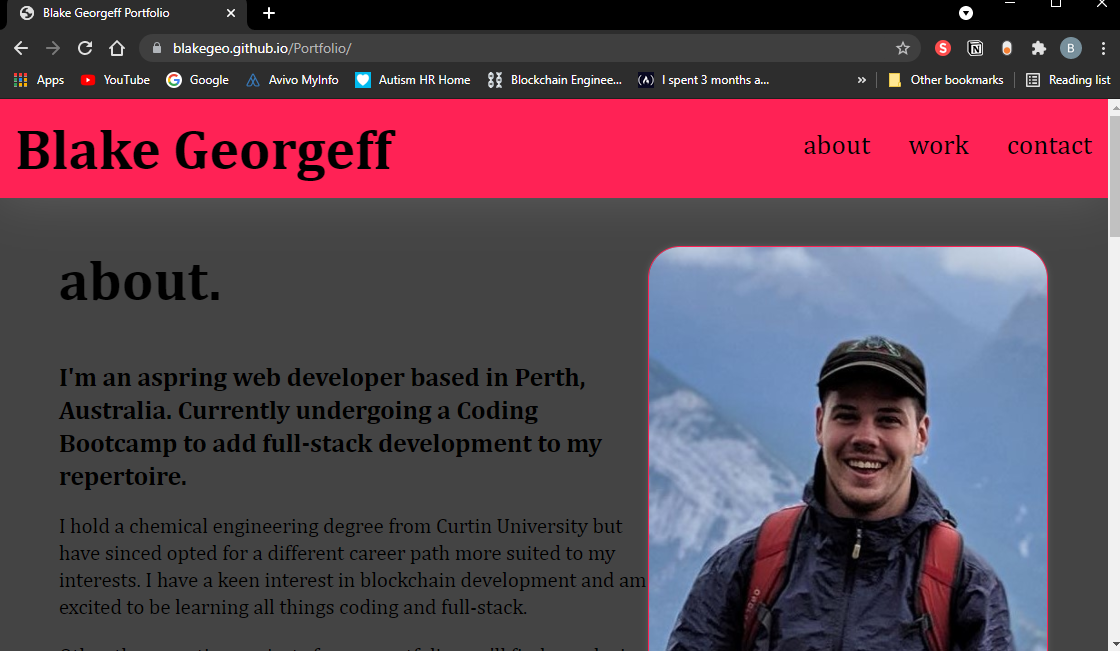 Blake Georgeff Portfolio
blakegeo.github.io/Portfolio/
S
N
B
Apps
YouTube
Google
Avivo MyInfo
Autism HR Home
Blockchain Enginee...
I spent 3 months a...
»
Other bookmarks
Reading list
Blake Georgeff
about work contact
about.
I'm an aspring web developer based in Perth,
Australia. Currently undergoing a Coding
Bootcamp to add full-stack development to my
repertoire.
I hold a chemical engineering degree from Curtin University but
have sinced opted for a different career path more suited to my
interests. I have a keen interest in blockchain development and am
excited to be learning all things coding and full-stack.